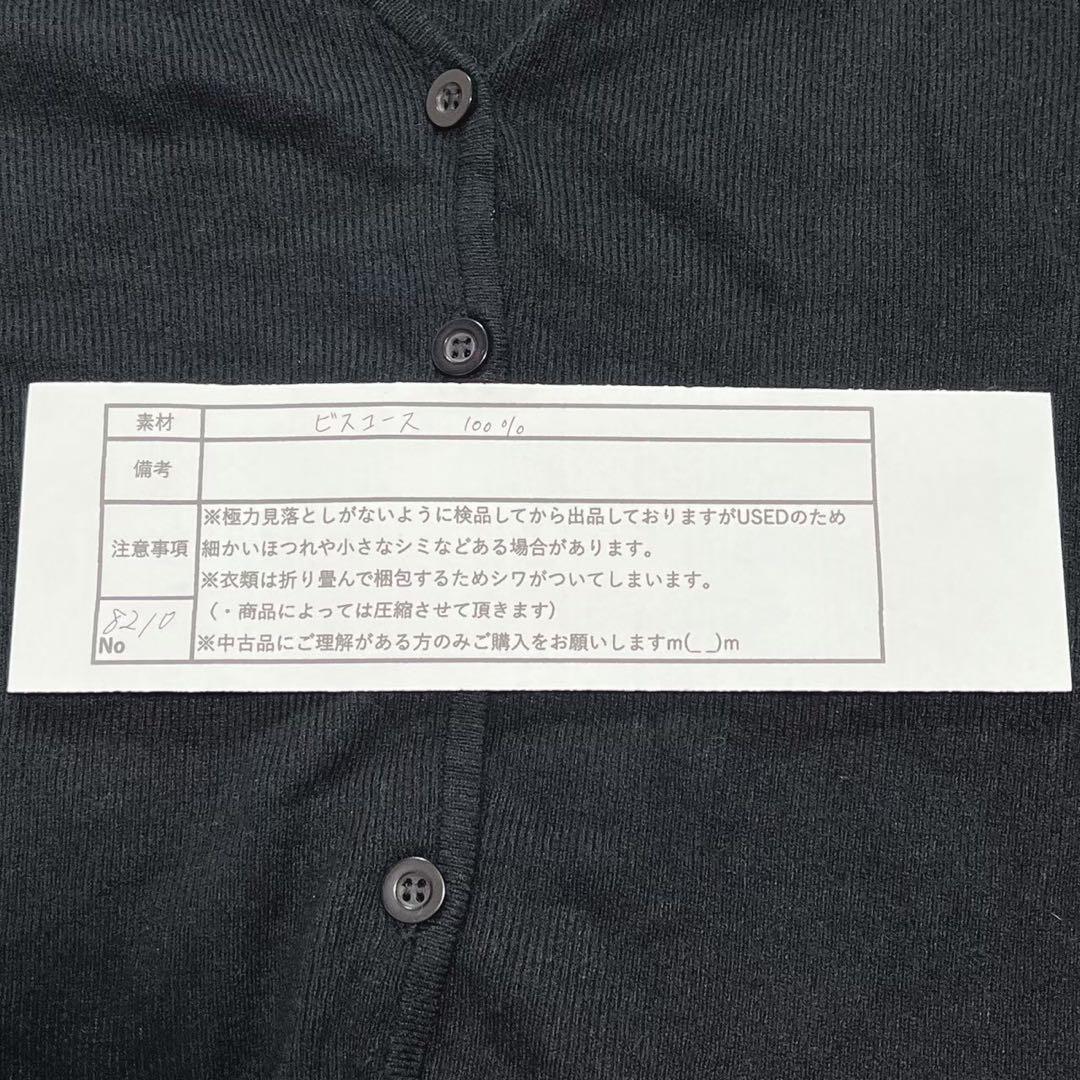 素材 ビスコース 100%
備考
注意事項
※極力見落としがないように検品してから出品しておりますがUSEDのため
細かいほつれや小さなシミなどある場合があります。
※衣類は折り畳んで梱包するためシワがついてしまいます。
(・商品によっては圧縮させて頂きます)
※中古品にご理解がある方のみご購入をお願いしますm(_ _)m
8210
No